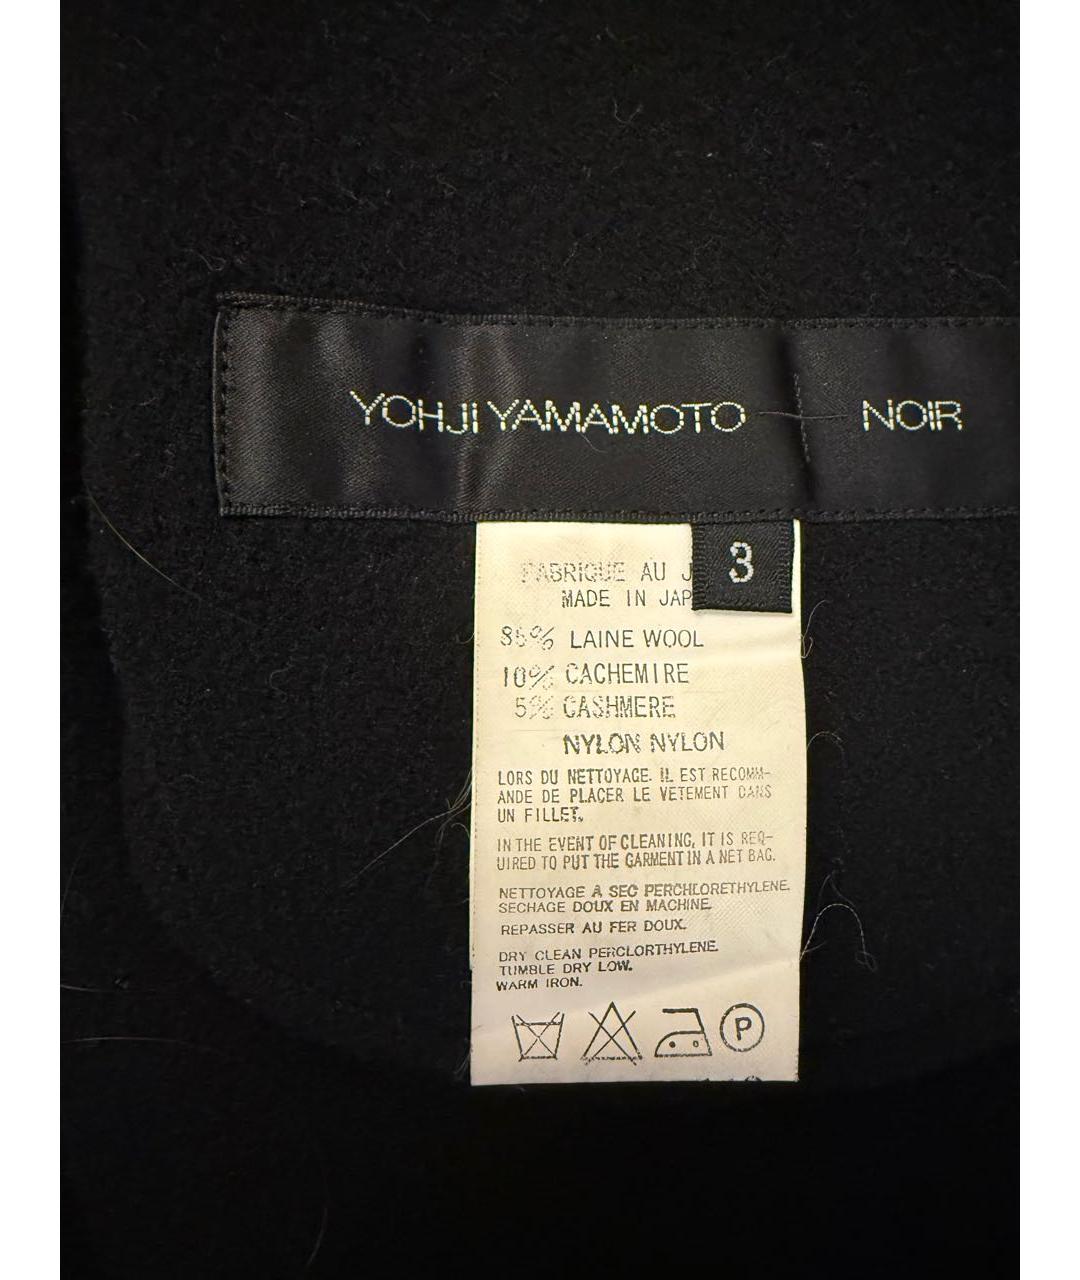 YOHJI YAMAMOTO NOIR
3
FABRIQUE AU J
MADE IN JAP
85% LAINE WOOL
10% CACHEMIRE
5% CASHMERE
NYLON NYLON
LORS DU NETTOYAGE. IL EST RECOMM-
ANDE DE PLACER LE VETEMENT DANS
UN FILLET.
IN THE EVENT OF CLEANING, IT IS REQ-
UIRED TO PUT THE GARMENT IN A NET BAG.
NETTOYAGE A SEC PERCHLORETHYLENE.
SECHAGE DOUX EN MACHINE.
REPASSER AU FER DOUX.
DRY CLEAN PERCLORTHYLENE.
TUMBLE DRY LOW.
WARM IRON.
P